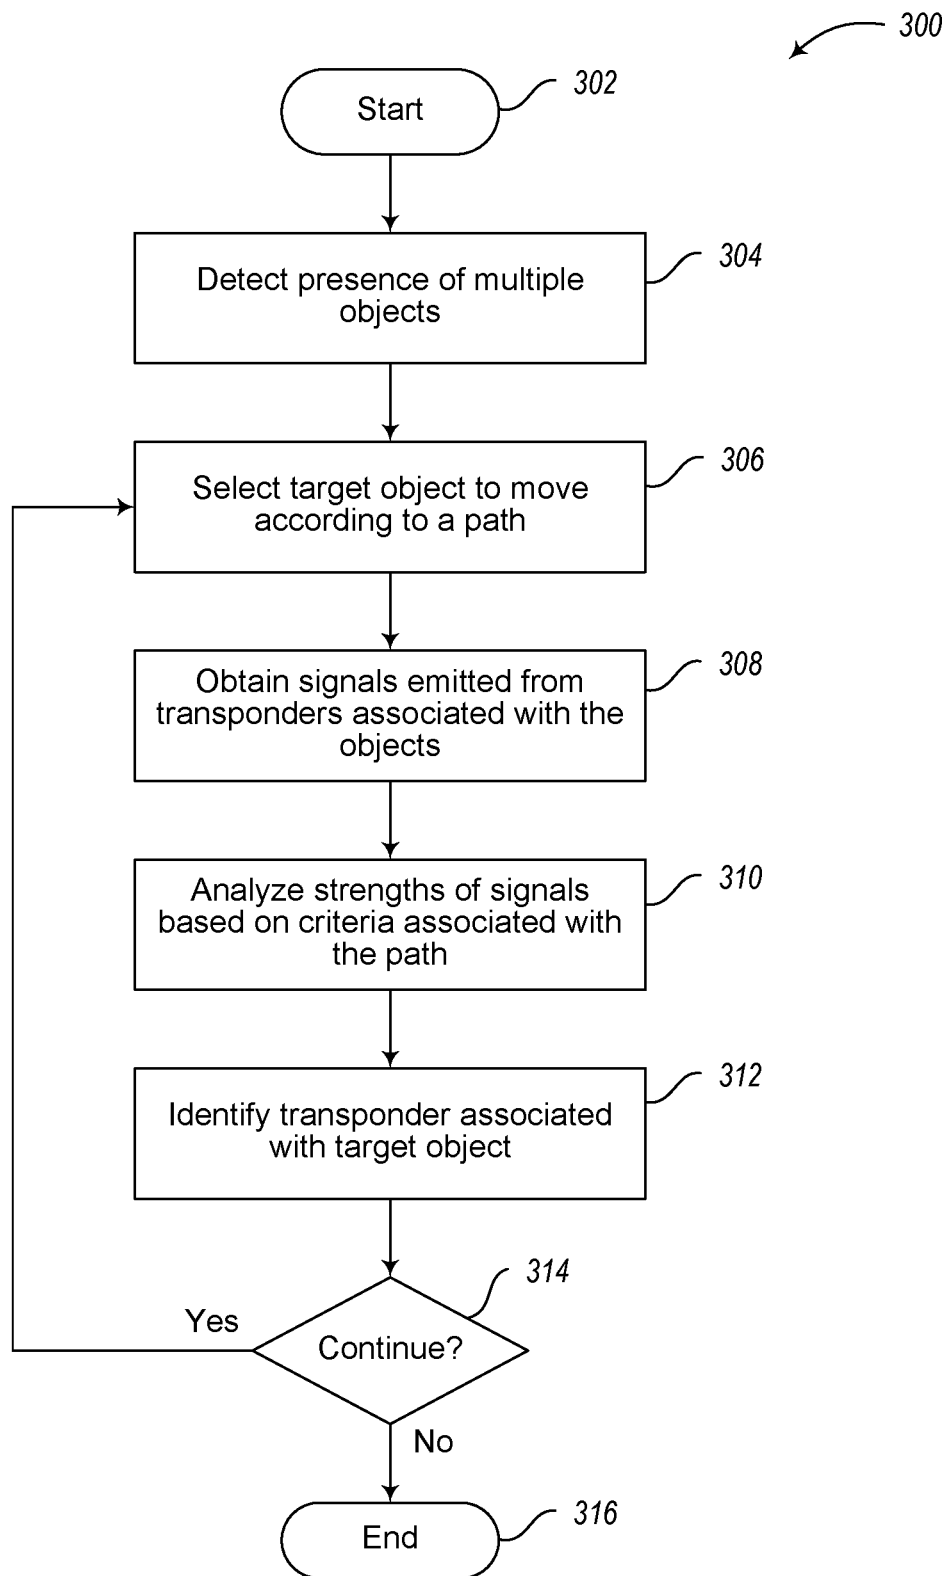 300
Start
302
Detect presence of multiple
objects
304
Select target object to move
according to a path
306
Obtain signals emitted from
transponders associated with the
objects
308
Analyze strengths of signals
based on criteria associated with
the path
310
Identify transponder associated
with target object
312
Continue?
314
Yes
No
End
316